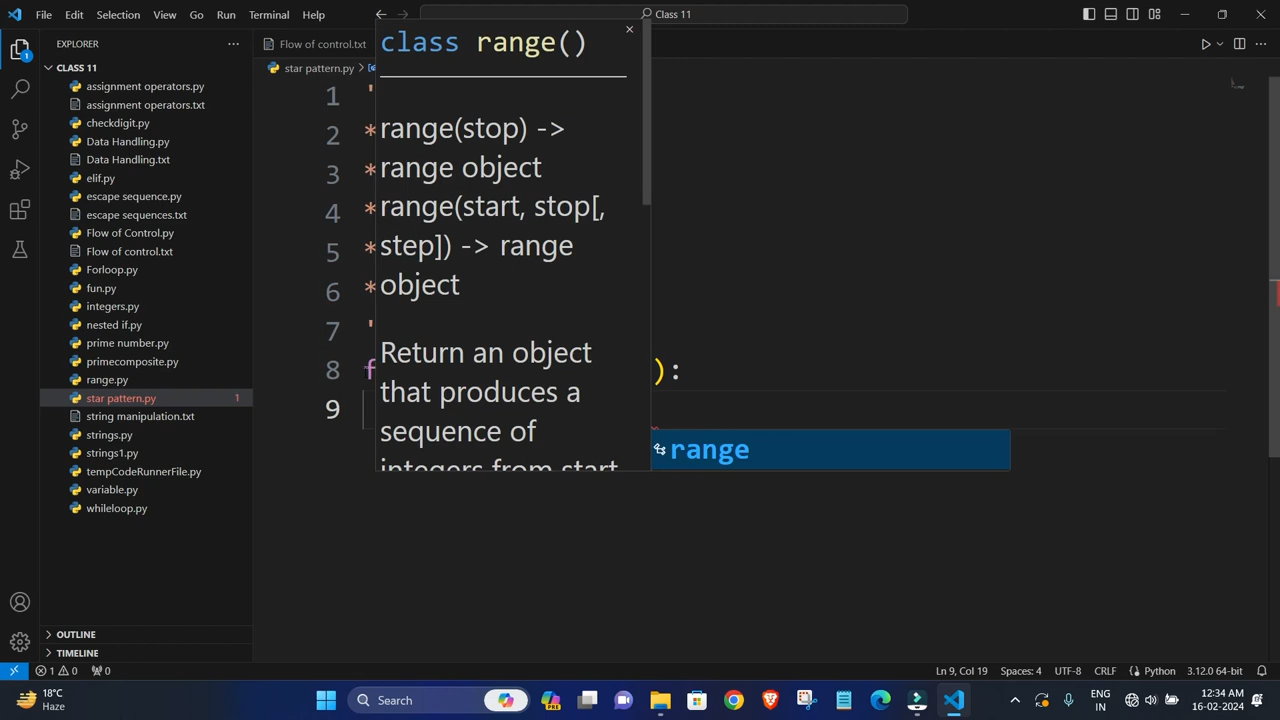 File Edit Selection View Go Run Terminal Help
Class 11
EXPLORER
CLASS 11
assignment operators.py
assignment operators.txt
checkdigit.py
Data Handling.py
Data Handling.txt
elif.py
escape sequence.py
escape sequences.txt
Flow of Control.py
Flow of control.txt
Forloop.py
fun.py
integers.py
nested if.py
prime number.py
primecomposite.py
range.py
star pattern.py 1
string manipulation.txt
strings.py
strings1.py
tempCodeRunnerFile.py
variable.py
whileloop.py
OUTLINE
TIMELINE
Flow of control.txt
star pattern.py >
1 '
2 *
3 *
4 *
5 *
6 *
7 '
8 f ):
9
class range()
range(stop) ->
range object
range(start, stop[,
step]) -> range
object
Return an object
that produces a
sequence of
integers from start
range
1 0 0
Ln 9, Col 19 Spaces: 4 UTF-8 CRLF Python 3.12.0 64-bit
18°C
Haze
Search
PRE
ENG
IN
12:34 AM
16-02-2024